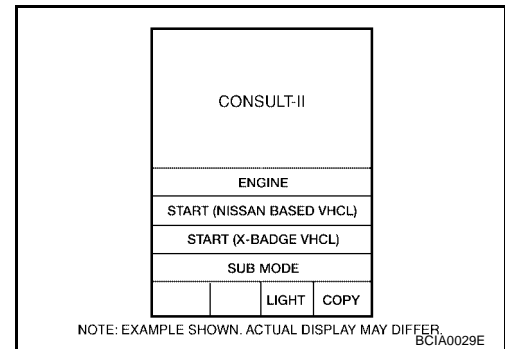 CONSULT-II
ENGINE
START (NISSAN BASED VHCL)
START (X-BADGE VHCL)
SUB MODE
LIGHT COPY
NOTE: EXAMPLE SHOWN. ACTUAL DISPLAY MAY DIFFER.
BCIA0029E